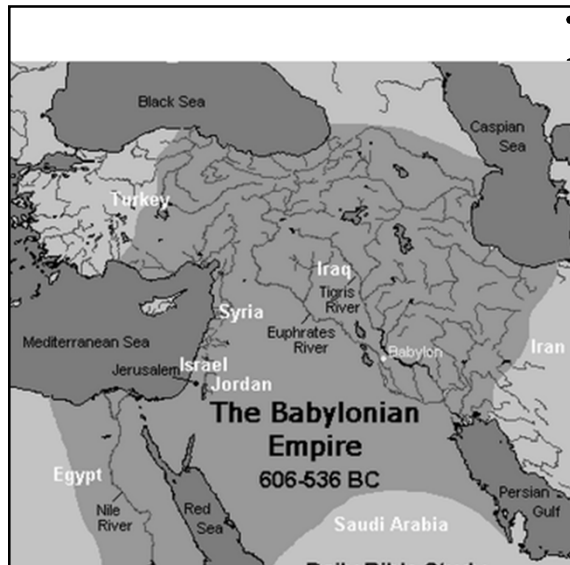 Black Sea
Caspian
Sea
Turkey
Iraq
Tigris
River
Syria
Euphrates
River
Mediterranean Sea
Babylon
Iran
Israel
Jerusalem
Jordan
The Babylonian
Empire
606-536 BC
Egypt
Nile
River
Red
Sea
Persian
Gulf
Saudi Arabia